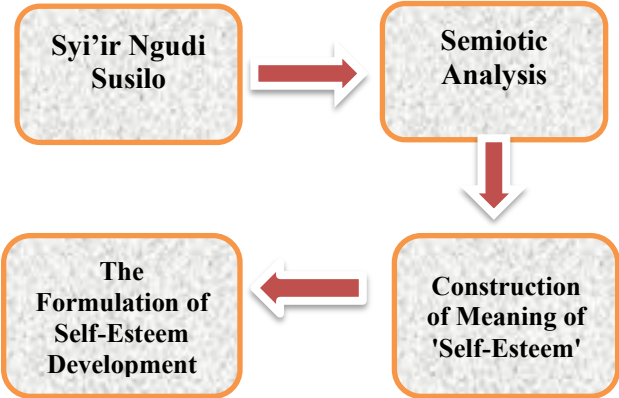 Syi’ir Ngudi
Susilo
Semiotic
Analysis
Construction
of Meaning of
'Self-Esteem'
The
Formulation of
Self-Esteem
Development